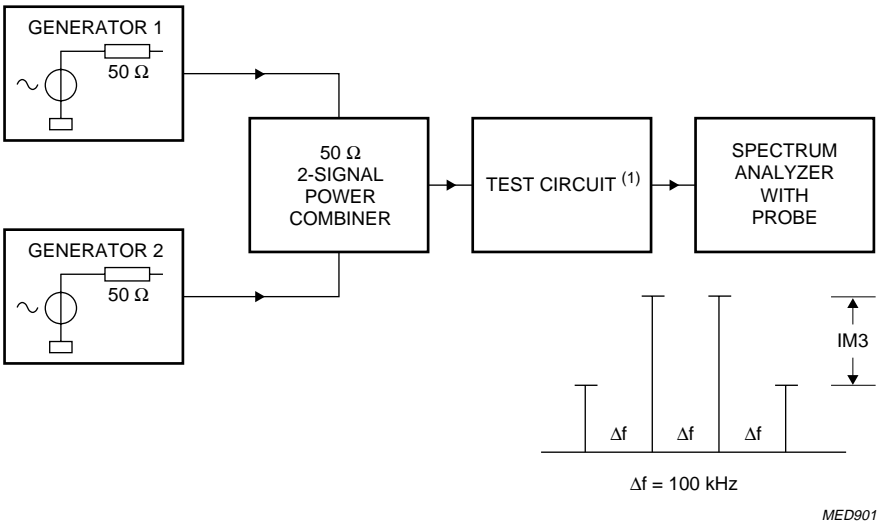 GENERATOR 1
50 Ω
50 Ω
2-SIGNAL
POWER
COMBINER
TEST CIRCUIT (1)
SPECTRUM
ANALYZER
WITH
PROBE
GENERATOR 2
50 Ω
IM3
Δf Δf Δf
Δf = 100 kHz
MED901